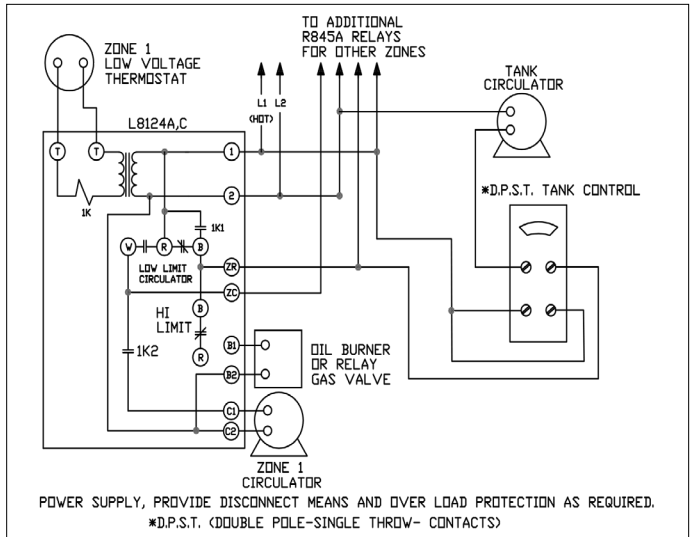 TO ADDITIONAL
R845A RELAYS
FOR OTHER ZONES
ZONE 1
LOW VOLTAGE
THERMOSTAT
TANK
CIRCULATOR
L1 L2
(HOT)
L8124A,C
T T 1
2
1K
*D.P.S.T. TANK CONTROL
1K1
W R B
LOW LIMIT
CIRCULATOR
ZR
ZC
B
HI
LIMIT
R
1K2
B1
B2
OIL BURNER
OR RELAY
GAS VALVE
C1
C2
ZONE 1
CIRCULATOR
POWER SUPPLY, PROVIDE DISCONNECT MEANS AND OVER LOAD PROTECTION AS REQUIRED.
*D.P.S.T. (DOUBLE POLE-SINGLE THROW- CONTACTS)